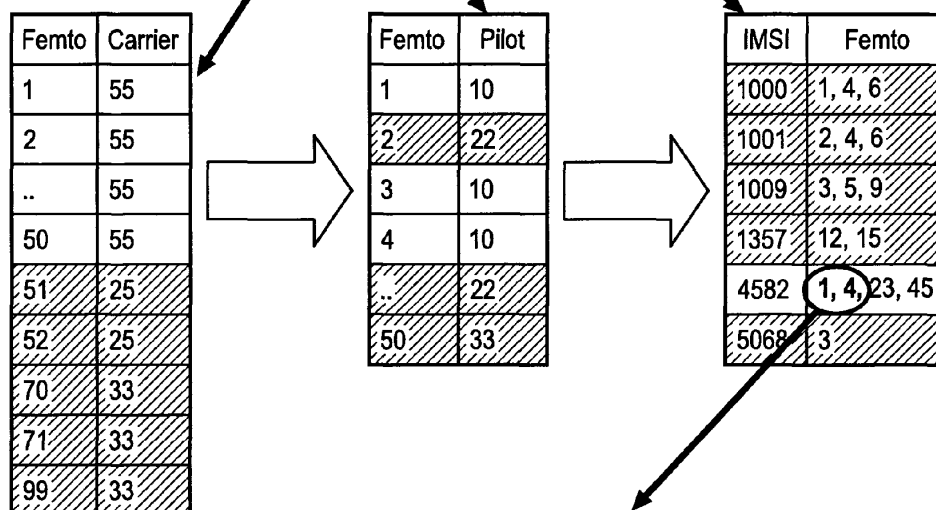 Femto Carrier
1 55
2 55
.. 55
50 55
51 25
52 25
70 33
71 33
99 33
Femto Pilot
1 10
2 22
3 10
4 10
.. 22
50 33
IMSI Femto
1000 1, 4, 6
1001 2, 4, 6
1009 3, 5, 9
1357 12, 15
4582 1, 4, 23, 45
5068 3